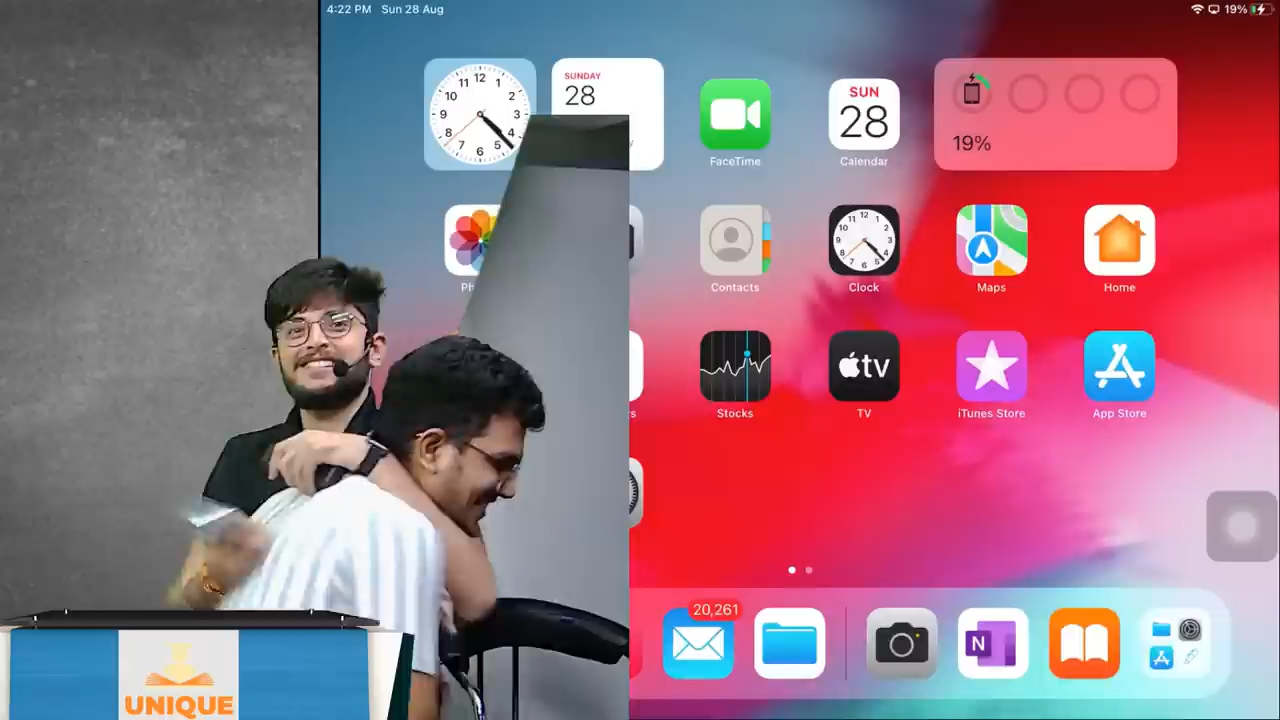 4:22 PM Sun 28 Aug
19%
SUNDAY
28
SUN
28
19%
FaceTime
Calendar
Contacts
Clock
Maps
Home
tv
Stocks
TV
iTunes Store
App Store
20,261
N
UNIQUE